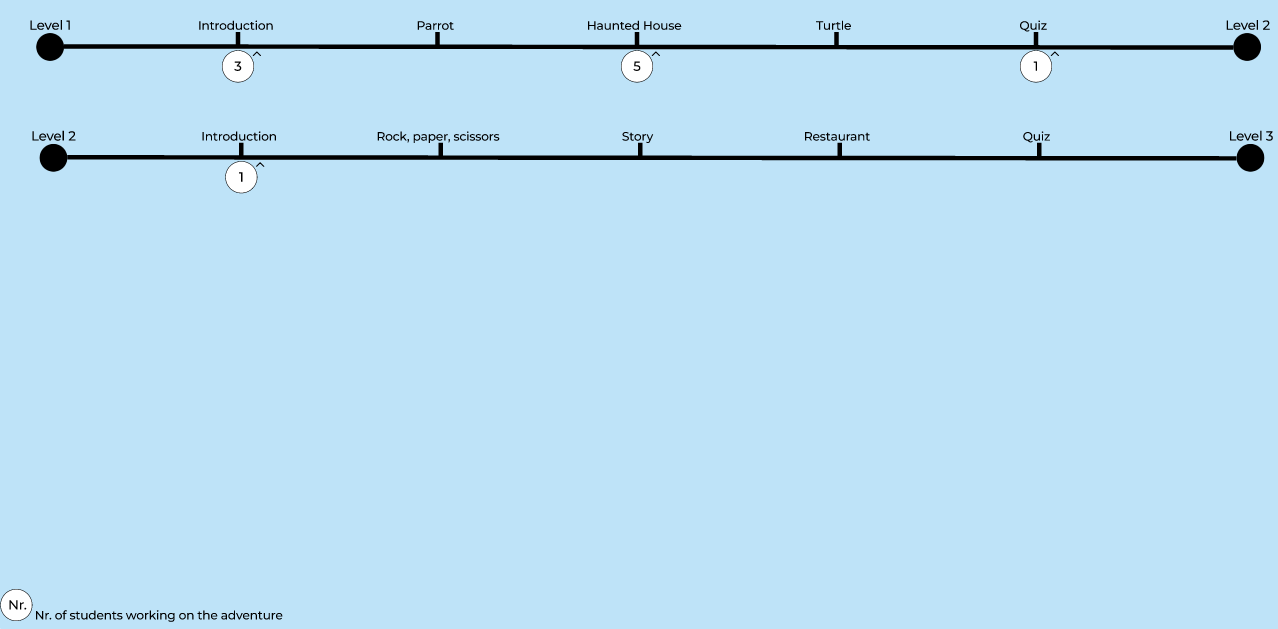 Level 1 Introduction Parrot Haunted House Turtle Quiz Level 2
3 ^ 5 ^ 1 ^
Level 2 Introduction Rock, paper, scissors Story Restaurant Quiz Level 3
1 ^
Nr. Nr. of students working on the adventure